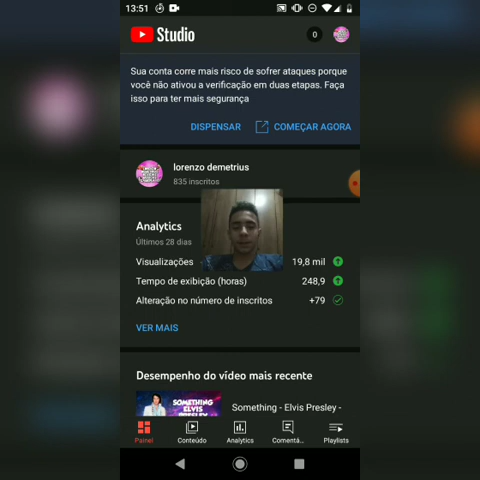 13:51
Studio
0
Sua conta corre mais risco de sofrer ataques porque
você não ativou a verificação em duas etapas. Faça
isso para ter mais segurança
DISPENSAR
COMEÇAR AGORA
lorenzo demetrius
835 inscritos
Analytics
Últimos 28 dias
Visualizações 19,8 mil
Tempo de exibição (horas) 248,9
Alteração no número de inscritos +79
VER MAIS
Desempenho do vídeo mais recente
SOMETHING
ELVIS
Something - Elvis Presley -
Painel
Conteúdo
Analytics
Comentá...
Playlists